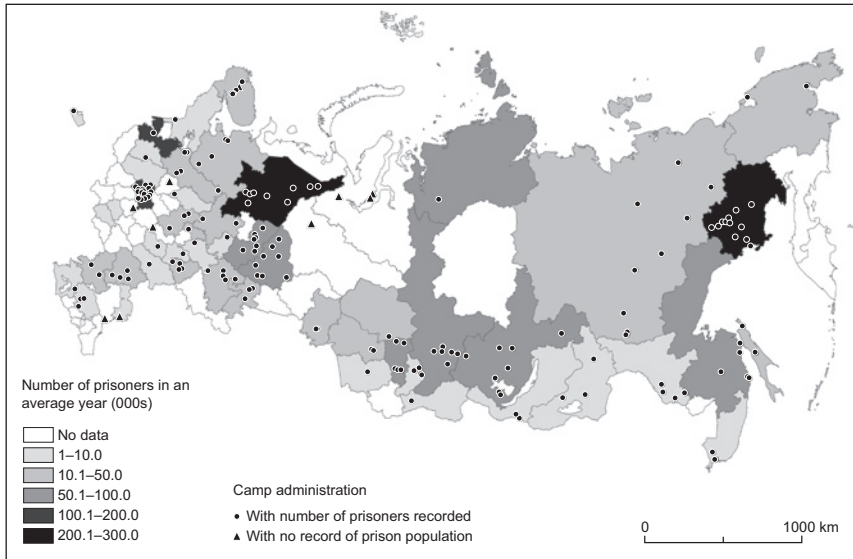 Number of prisoners in an
average year (000s)
No data
1–10.0
10.1–50.0
50.1–100.0
100.1–200.0
200.1–300.0
Camp administration
With number of prisoners recorded
With no record of prison population
0
1000 km